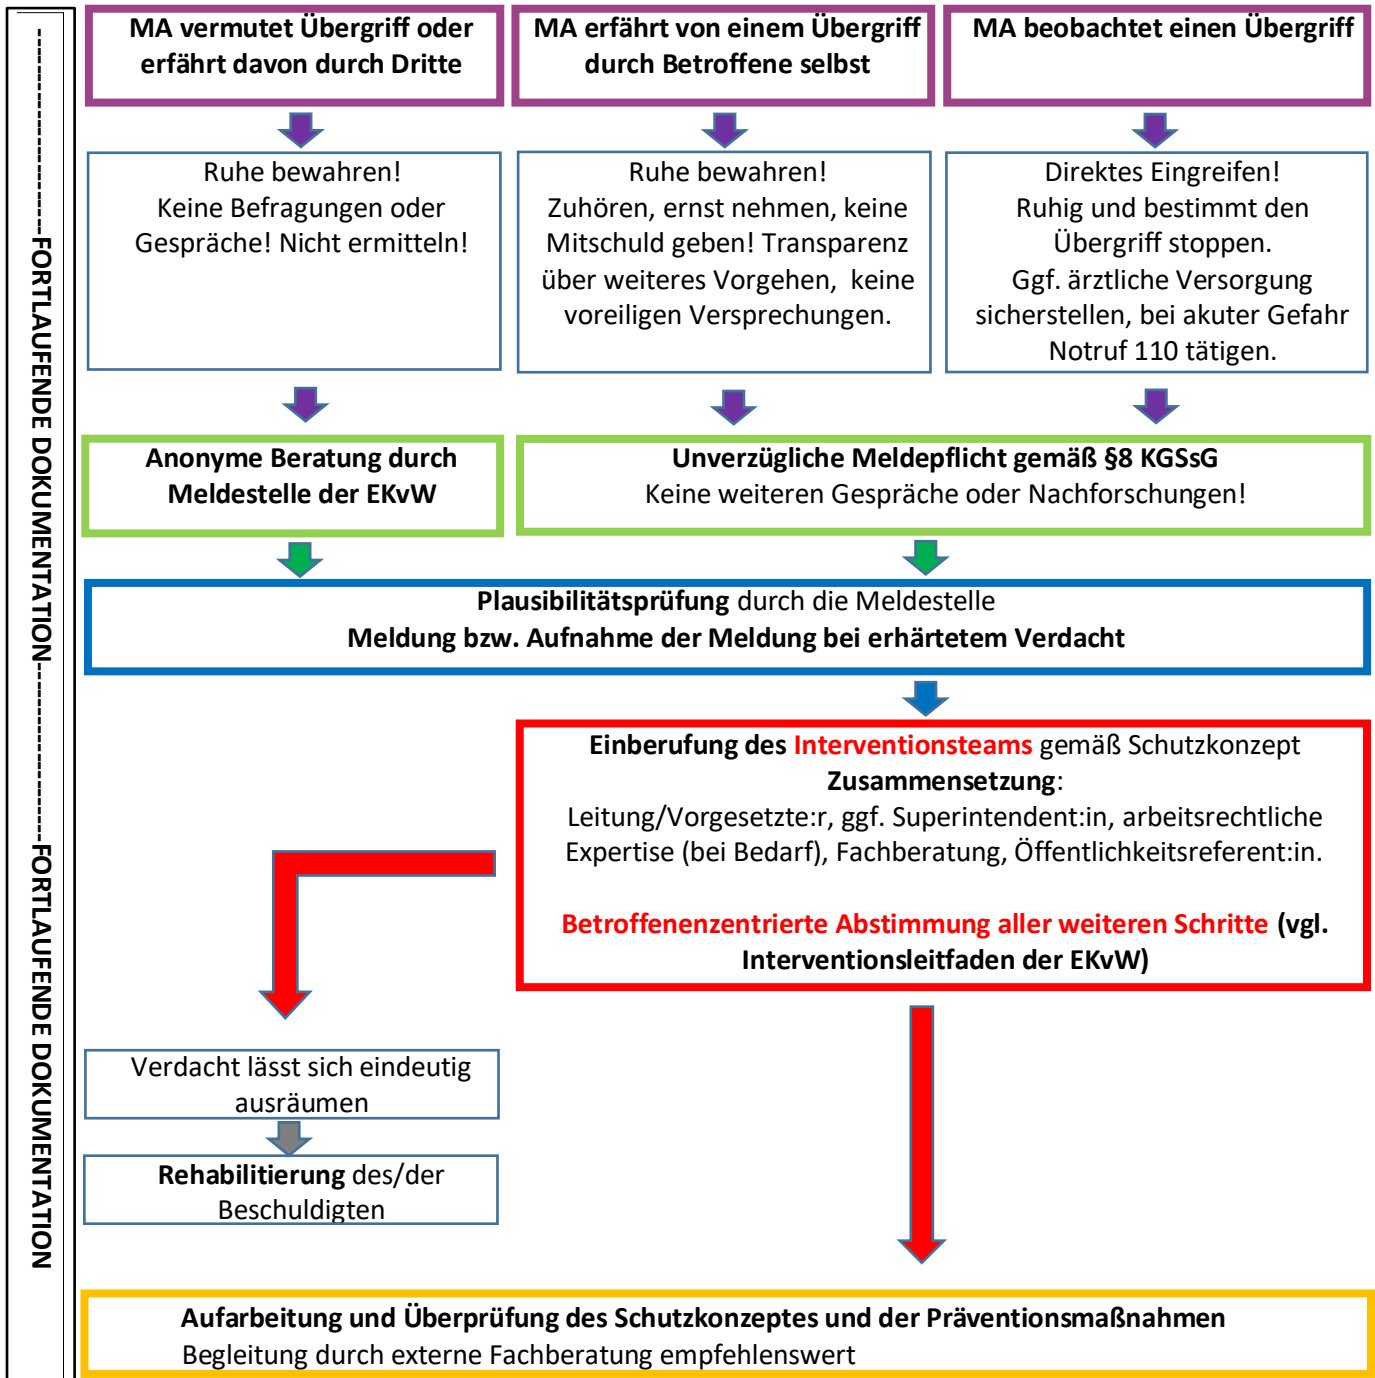 -------------------FORTLAUFENDE DOKUMENTATION-------------------FORTLAUFENDE DOKUMENTATION
MA vermutet Übergriff oder
erfährt davon durch Dritte
MA erfährt von einem Übergriff
durch Betroffene selbst
MA beobachtet einen Übergriff
Ruhe bewahren!
Keine Befragungen oder
Gespräche! Nicht ermitteln!
Ruhe bewahren!
Zuhören, ernst nehmen, keine
Mitschuld geben! Transparenz
über weiteres Vorgehen, keine
voreiligen Versprechungen.
Direktes Eingreifen!
Ruhig und bestimmt den
Übergriff stoppen.
Ggf. ärztliche Versorgung
sicherstellen, bei akuter Gefahr
Notruf 110 tätigen.
Anonyme Beratung durch
Meldestelle der EKvW
Unverzügliche Meldepflicht gemäß §8 KGSsG
Keine weiteren Gespräche oder Nachforschungen!
Plausibilitätsprüfung durch die Meldestelle
Meldung bzw. Aufnahme der Meldung bei erhärtetem Verdacht
Einberufung des Interventionsteams gemäß Schutzkonzept
Zusammensetzung:
Leitung/Vorgesetzte:r, ggf. Superintendent:in, arbeitsrechtliche
Expertise (bei Bedarf), Fachberatung, Öffentlichkeitsreferent:in.
Betroffenenzentrierte Abstimmung aller weiteren Schritte (vgl.
Interventionsleitfaden der EKvW)
Verdacht lässt sich eindeutig
ausräumen
Rehabilitierung des/der
Beschuldigten
Aufarbeitung und Überprüfung des Schutzkonzeptes und der Präventionsmaßnahmen
Begleitung durch externe Fachberatung empfehlenswert